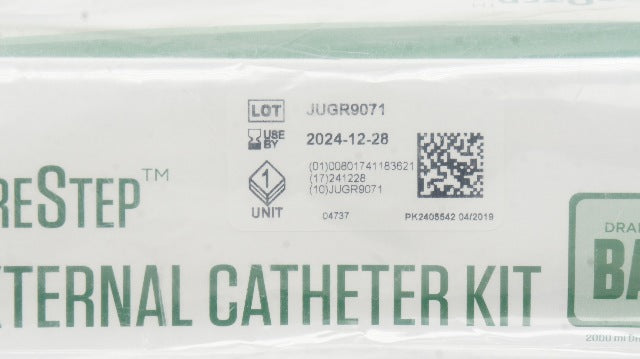 LOT JUGR9071
USE BY 2024-12-28
(01)00801741183621
(17)241228
(10)JUGR9071
1
UNIT
04737
PK2405542 04/2019
RESTEP™
TERNAL CATHETER KIT
DRAI
BA
2000 ml